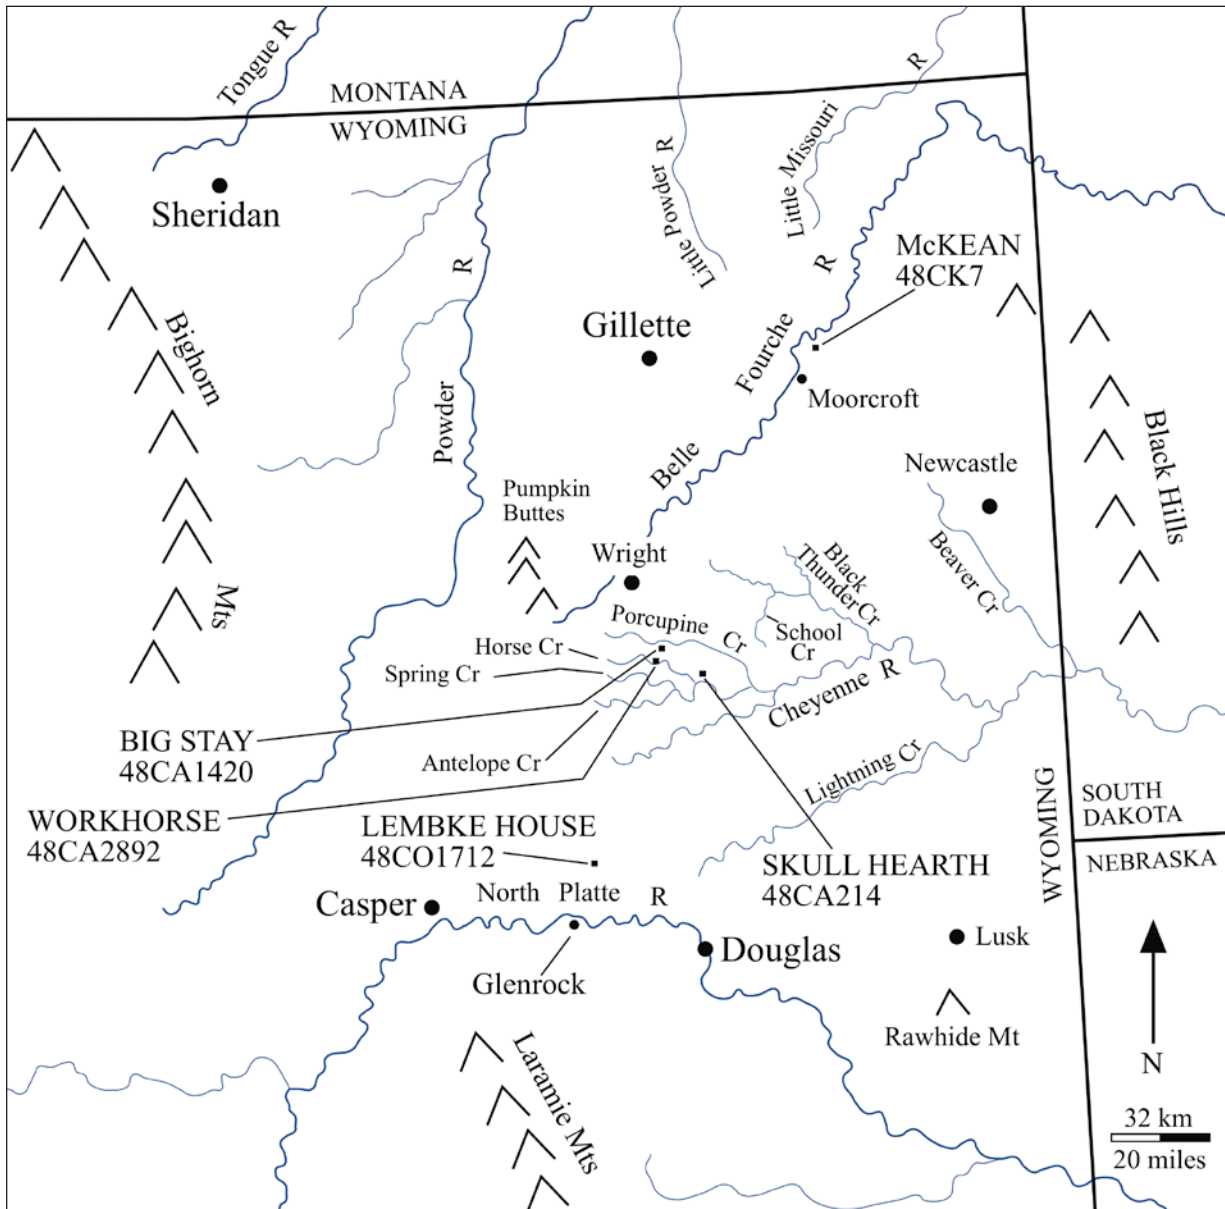 Tongue R
MONTANA
WYOMING
R
Little Missouri
Little Powder R
Sheridan
McKEAN
48CK7
R
R
Bighorn
Mts
Gillette
Fourche
Belle
Moorcroft
Powder
Black Hills
Newcastle
Pumpkin
Buttes
Wright
Black
Thunder Cr
Beaver Cr
Porcupine Cr
School
Cr
Horse Cr
Spring Cr
Cheyenne R
BIG STAY
48CA1420
Antelope Cr
Lightning Cr
WYOMING
SOUTH
DAKOTA
NEBRASKA
WORKHORSE
48CA2892
LEMBKE HOUSE
48CO1712
SKULL HEARTH
48CA214
Casper
North Platte R
Douglas
Lusk
Glenrock
Rawhide Mt
Laramie Mts
N
32 km
20 miles